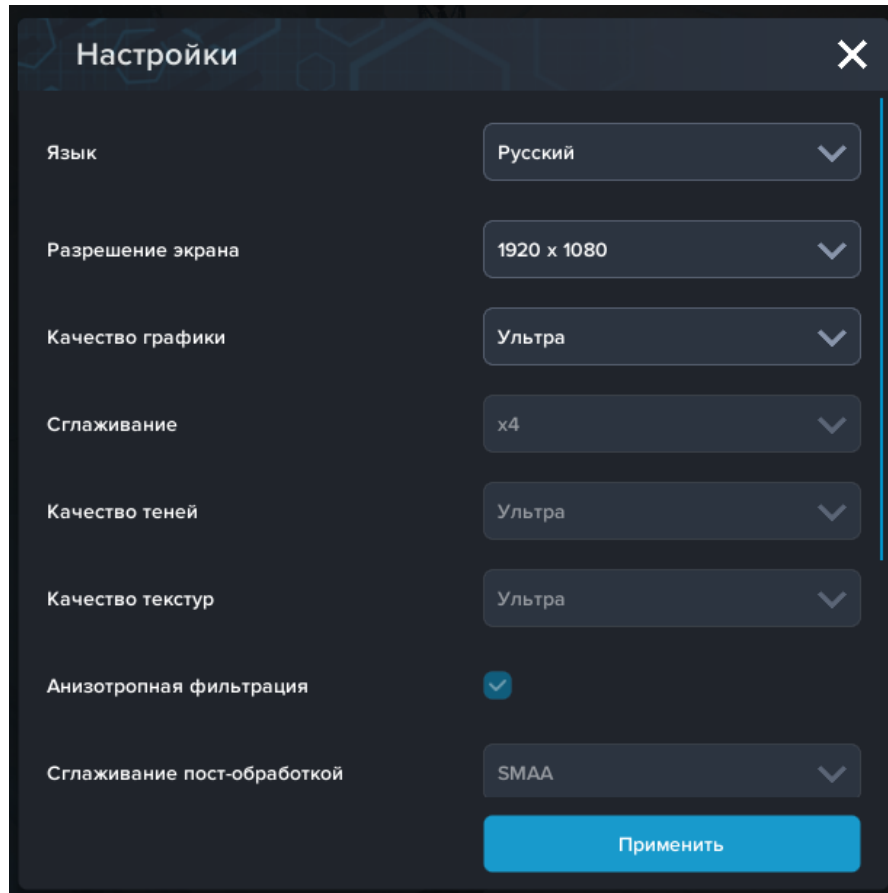 Настройки
Язык Русский
Разрешение экрана 1920 x 1080
Качество графики Ультра
Сглаживание x4
Качество теней Ультра
Качество текстур Ультра
Анизотропная фильтрация
Сглаживание пост-обработкой SMAA
Применить